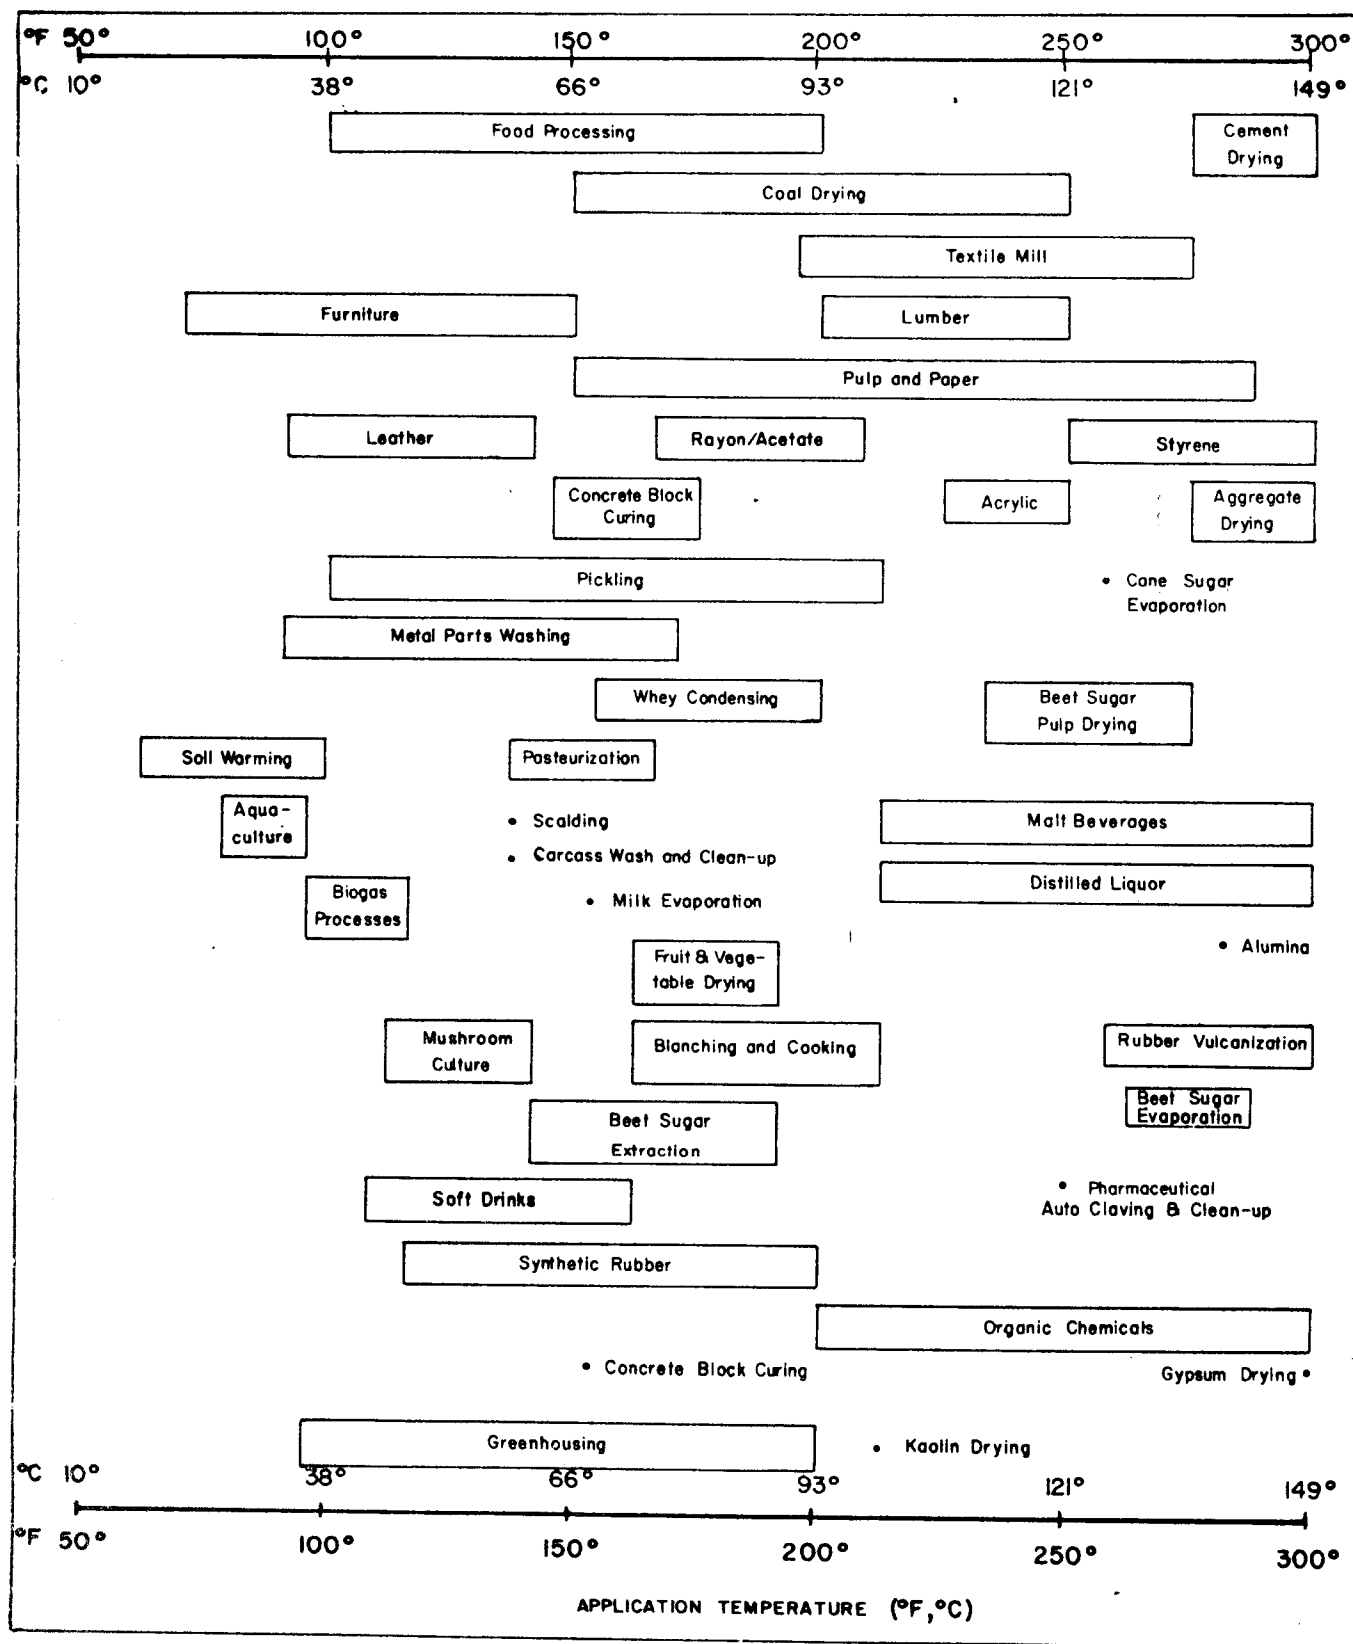 °F 50° 100° 150° 200° 250° 300°
°C 10° 38° 66° 93° 121° 149°
Food Processing
Cement
Drying
Coal Drying
Textile Mill
Furniture
Lumber
Pulp and Paper
Leather
Rayon/Acetate
Styrene
Concrete Block
Curing
Acrylic
Aggregate
Drying
Pickling
Cane Sugar
Evaporation
Metal Parts Washing
Whey Condensing
Beet Sugar
Pulp Drying
Soil Warming
Pasteurization
Aqua-
culture
Scalding
Malt Beverages
Carcass Wash and Clean-up
Biogas
Processes
Milk Evaporation
Distilled Liquor
Alumina
Fruit & Vege-
table Drying
Mushroom
Culture
Blanching and Cooking
Rubber Vulcanization
Beet Sugar
Evaporation
Beet Sugar
Extraction
Soft Drinks
Pharmaceutical
Auto Claving & Clean-up
Synthetic Rubber
Organic Chemicals
Concrete Block Curing
Gypsum Drying
Greenhousing
Kaolin Drying
°C 10° 38° 66° 93° 121° 149°
°F 50° 100° 150° 200° 250° 300°
APPLICATION TEMPERATURE (°F,°C)